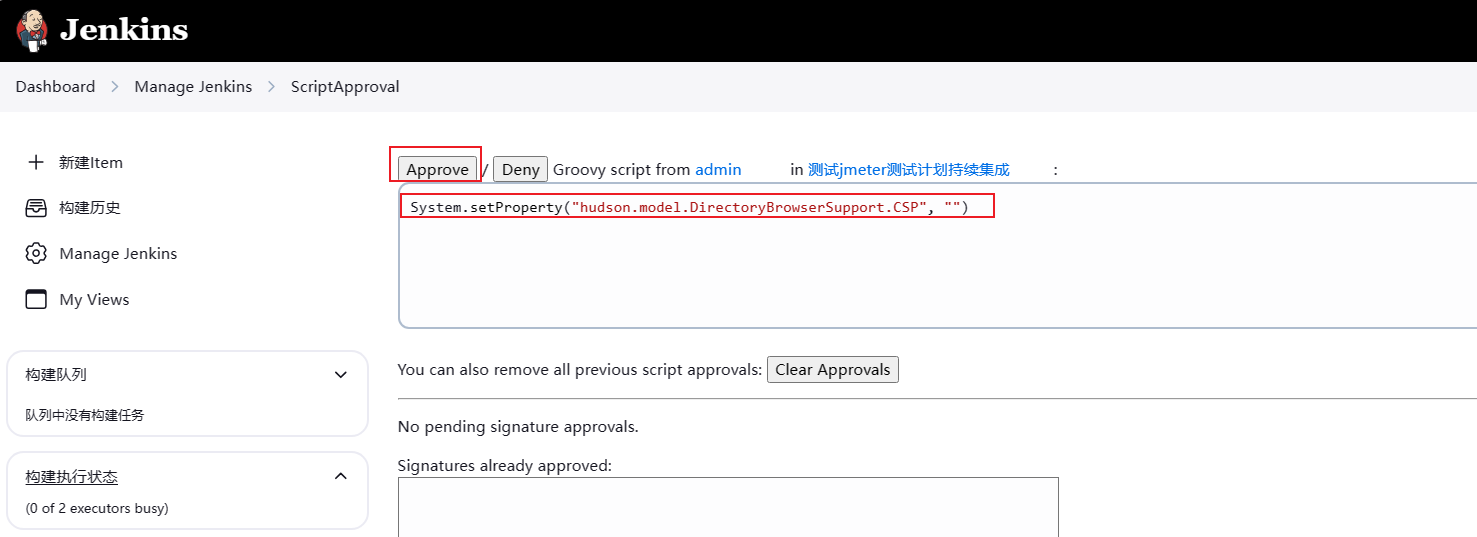 Jenkins
Dashboard > Manage Jenkins > ScriptApproval
新建Item
构建历史
Manage Jenkins
My Views
构建队列
队列中没有构建任务
构建执行状态
(0 of 2 executors busy)
Approve / Deny Groovy script from admin in 测试jmeter测试计划持续集成 :
System.setProperty("hudson.model.DirectoryBrowserSupport.CSP", "")
You can also remove all previous script approvals: Clear Approvals
No pending signature approvals.
Signatures already approved: